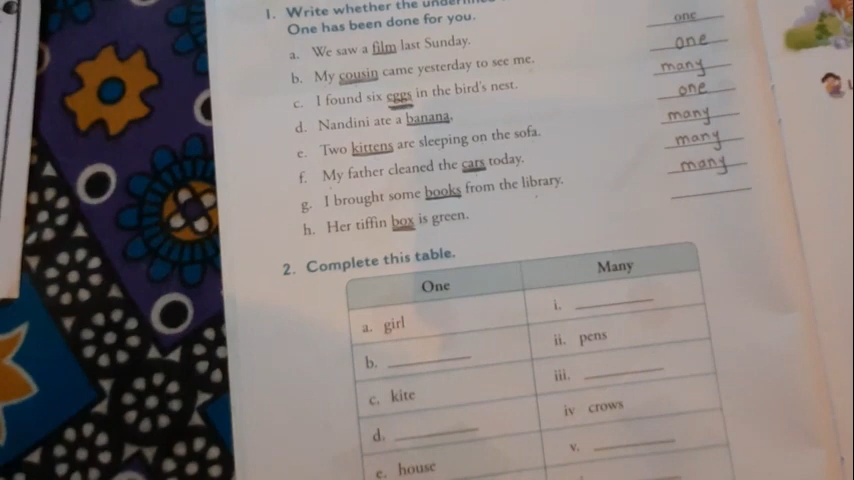 1. Write whether the
One has been done for you.
a. We saw a film last Sunday. one
b. My cousin came yesterday to see me. one
c. I found six eggs in the bird's nest. many
d. Nandini ate a banana. one
e. Two kittens are sleeping on the sofa. many
f. My father cleaned the cars today. many
g. I brought some books from the library. many
h. Her tiffin box is green.
2. Complete this table.
One Many
a. girl i.
b. ii. pens
c. kite iii.
d. iv crows
e. house v.